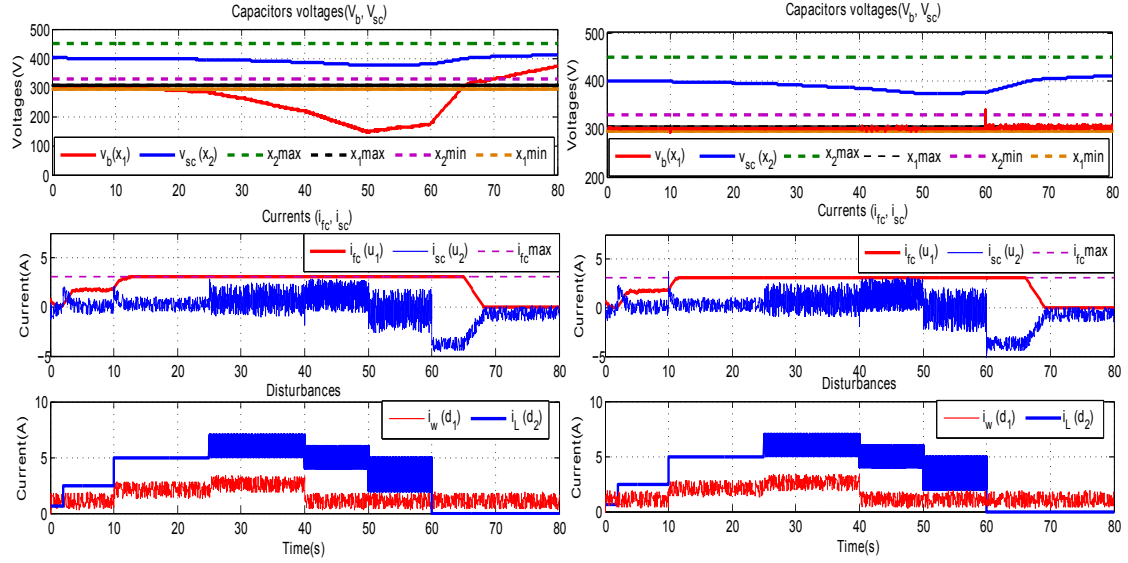 Capacitors voltages(V_b, V_sc)
Voltages(V)
500
400
300
200
100
0
v_b(x_1) v_sc (x_2) x_2max x_1max x_2min x_1min
0 10 20 30 40 50 60 70 80
Currents (i_fc, i_sc)
Current(A)
5
0
−5
i_fc (u_1) i_sc (u_2) i_fc max
0 10 20 30 40 50 60 70 80
Disturbances
Current(A)
10
5
0
i_w (d_1) i_L (d_2)
0 10 20 30 40 50 60 70 80
Time(s)
Capacitors voltages(V_b, V_sc)
Voltages(V)
500
400
300
200
v_b(x_1) v_sc (x_2) x_2max x_1max x_2min x_1min
0 10 20 30 40 50 60 70 80
Currents (i_fc, i_sc)
Current(A)
5
0
−5
i_fc (u_1) i_sc (u_2) i_fc max
0 10 20 30 40 50 60 70 80
Disturbances
Current(A)
10
5
0
i_w (d_1) i_L (d_2)
0 10 20 30 40 50 60 70 80
Time(s)